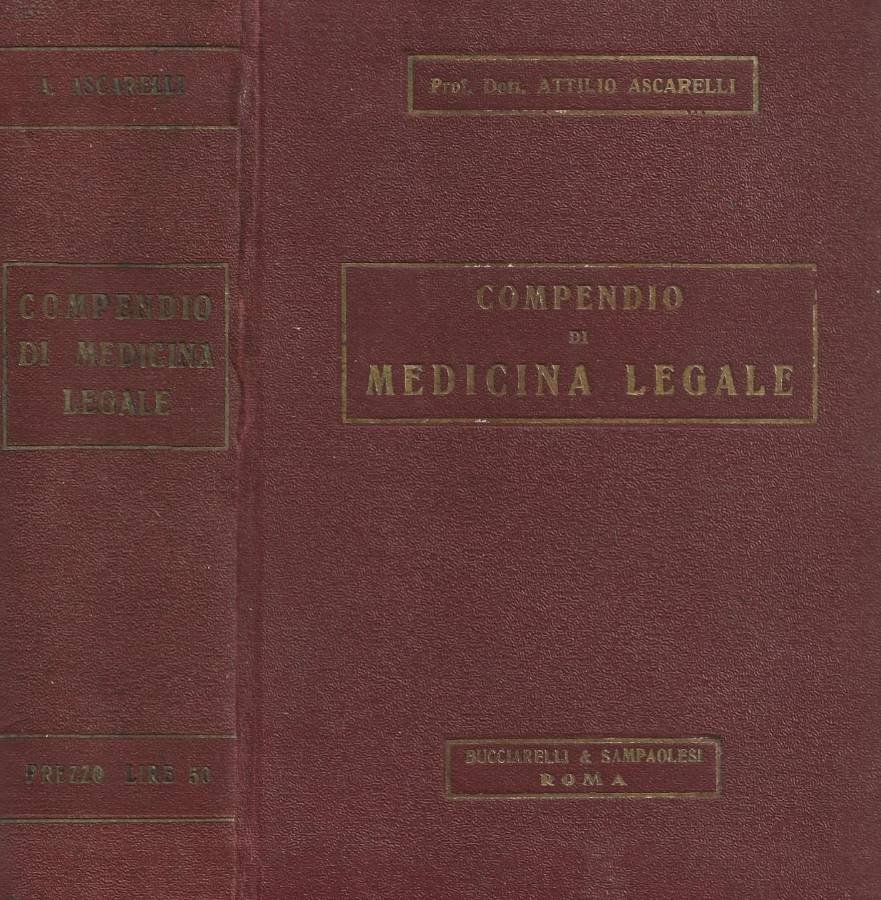 A. ASCARELLI
COMPENDIO
DI MEDICINA
LEGALE
PREZZO LIRE 50
Prof. Dott. ATTILIO ASCARELLI
COMPENDIO
DI
MEDICINA LEGALE
BUCCIARELLI & SAMPAOLESI
ROMA